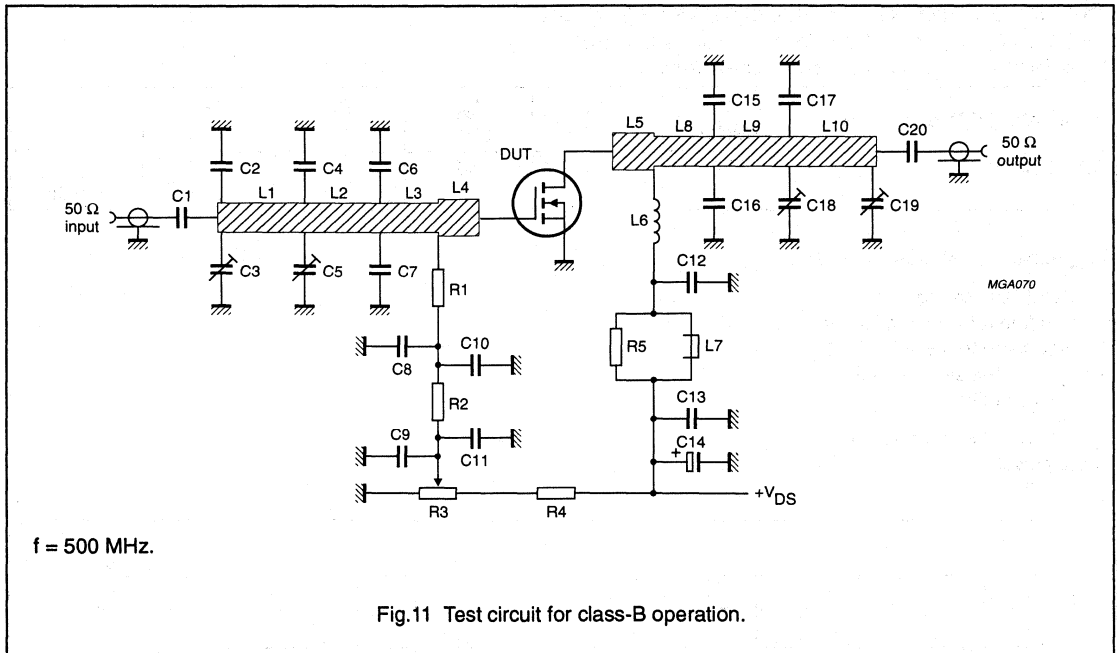 C15
C17
L5
L8
L9
L10
C20
50 Ω
output
DUT
C2
C4
C6
C1
L1
L2
L3
L4
50 Ω
input
C3
C5
C7
L6
C16
C18
C19
R1
C12
MGA070
C8
C10
R5
L7
R2
C13
C9
C11
C14
+
R3
R4
+VDS
f = 500 MHz.
Fig.11 Test circuit for class-B operation.